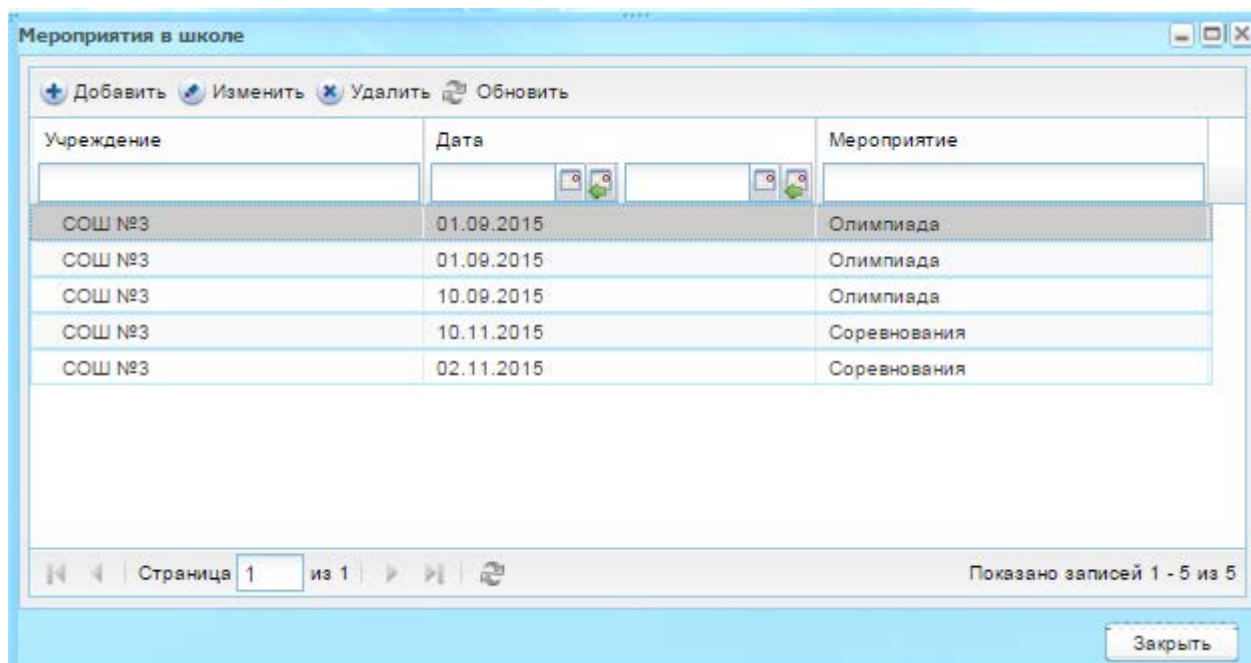 Мероприятия в школе
Добавить Изменить Удалить Обновить
Учреждение Дата Мероприятие
СОШ №3 01.09.2015 Олимпиада
СОШ №3 01.09.2015 Олимпиада
СОШ №3 10.09.2015 Олимпиада
СОШ №3 10.11.2015 Соревнования
СОШ №3 02.11.2015 Соревнования
Страница 1 из 1 Показано записей 1 - 5 из 5
Закрыть